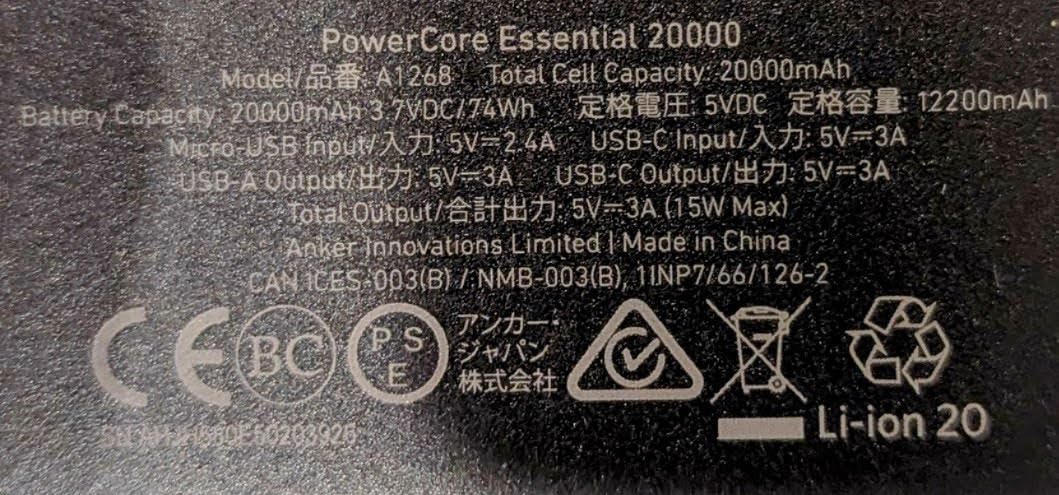 PowerCore Essential 20000
Model/品番: A1268 Total Cell Capacity: 20000mAh
Battery Capacity: 20000mAh 3.7VDC/74Wh 定格電圧: 5VDC 定格容量: 12200mAh
Micro-USB Input/入力: 5V⎓2.4A USB-C Input/入力: 5V⎓3A
USB-A Output/出力: 5V⎓3A USB-C Output/出力: 5V⎓3A
Total Output/合計出力: 5V⎓3A (15W Max)
Anker Innovations Limited | Made in China
CAN ICES-003(B) / NMB-003(B), 1INP7/66/126-2
CE BC PSE アンカー・
ジャパン
株式会社
Li-ion 20